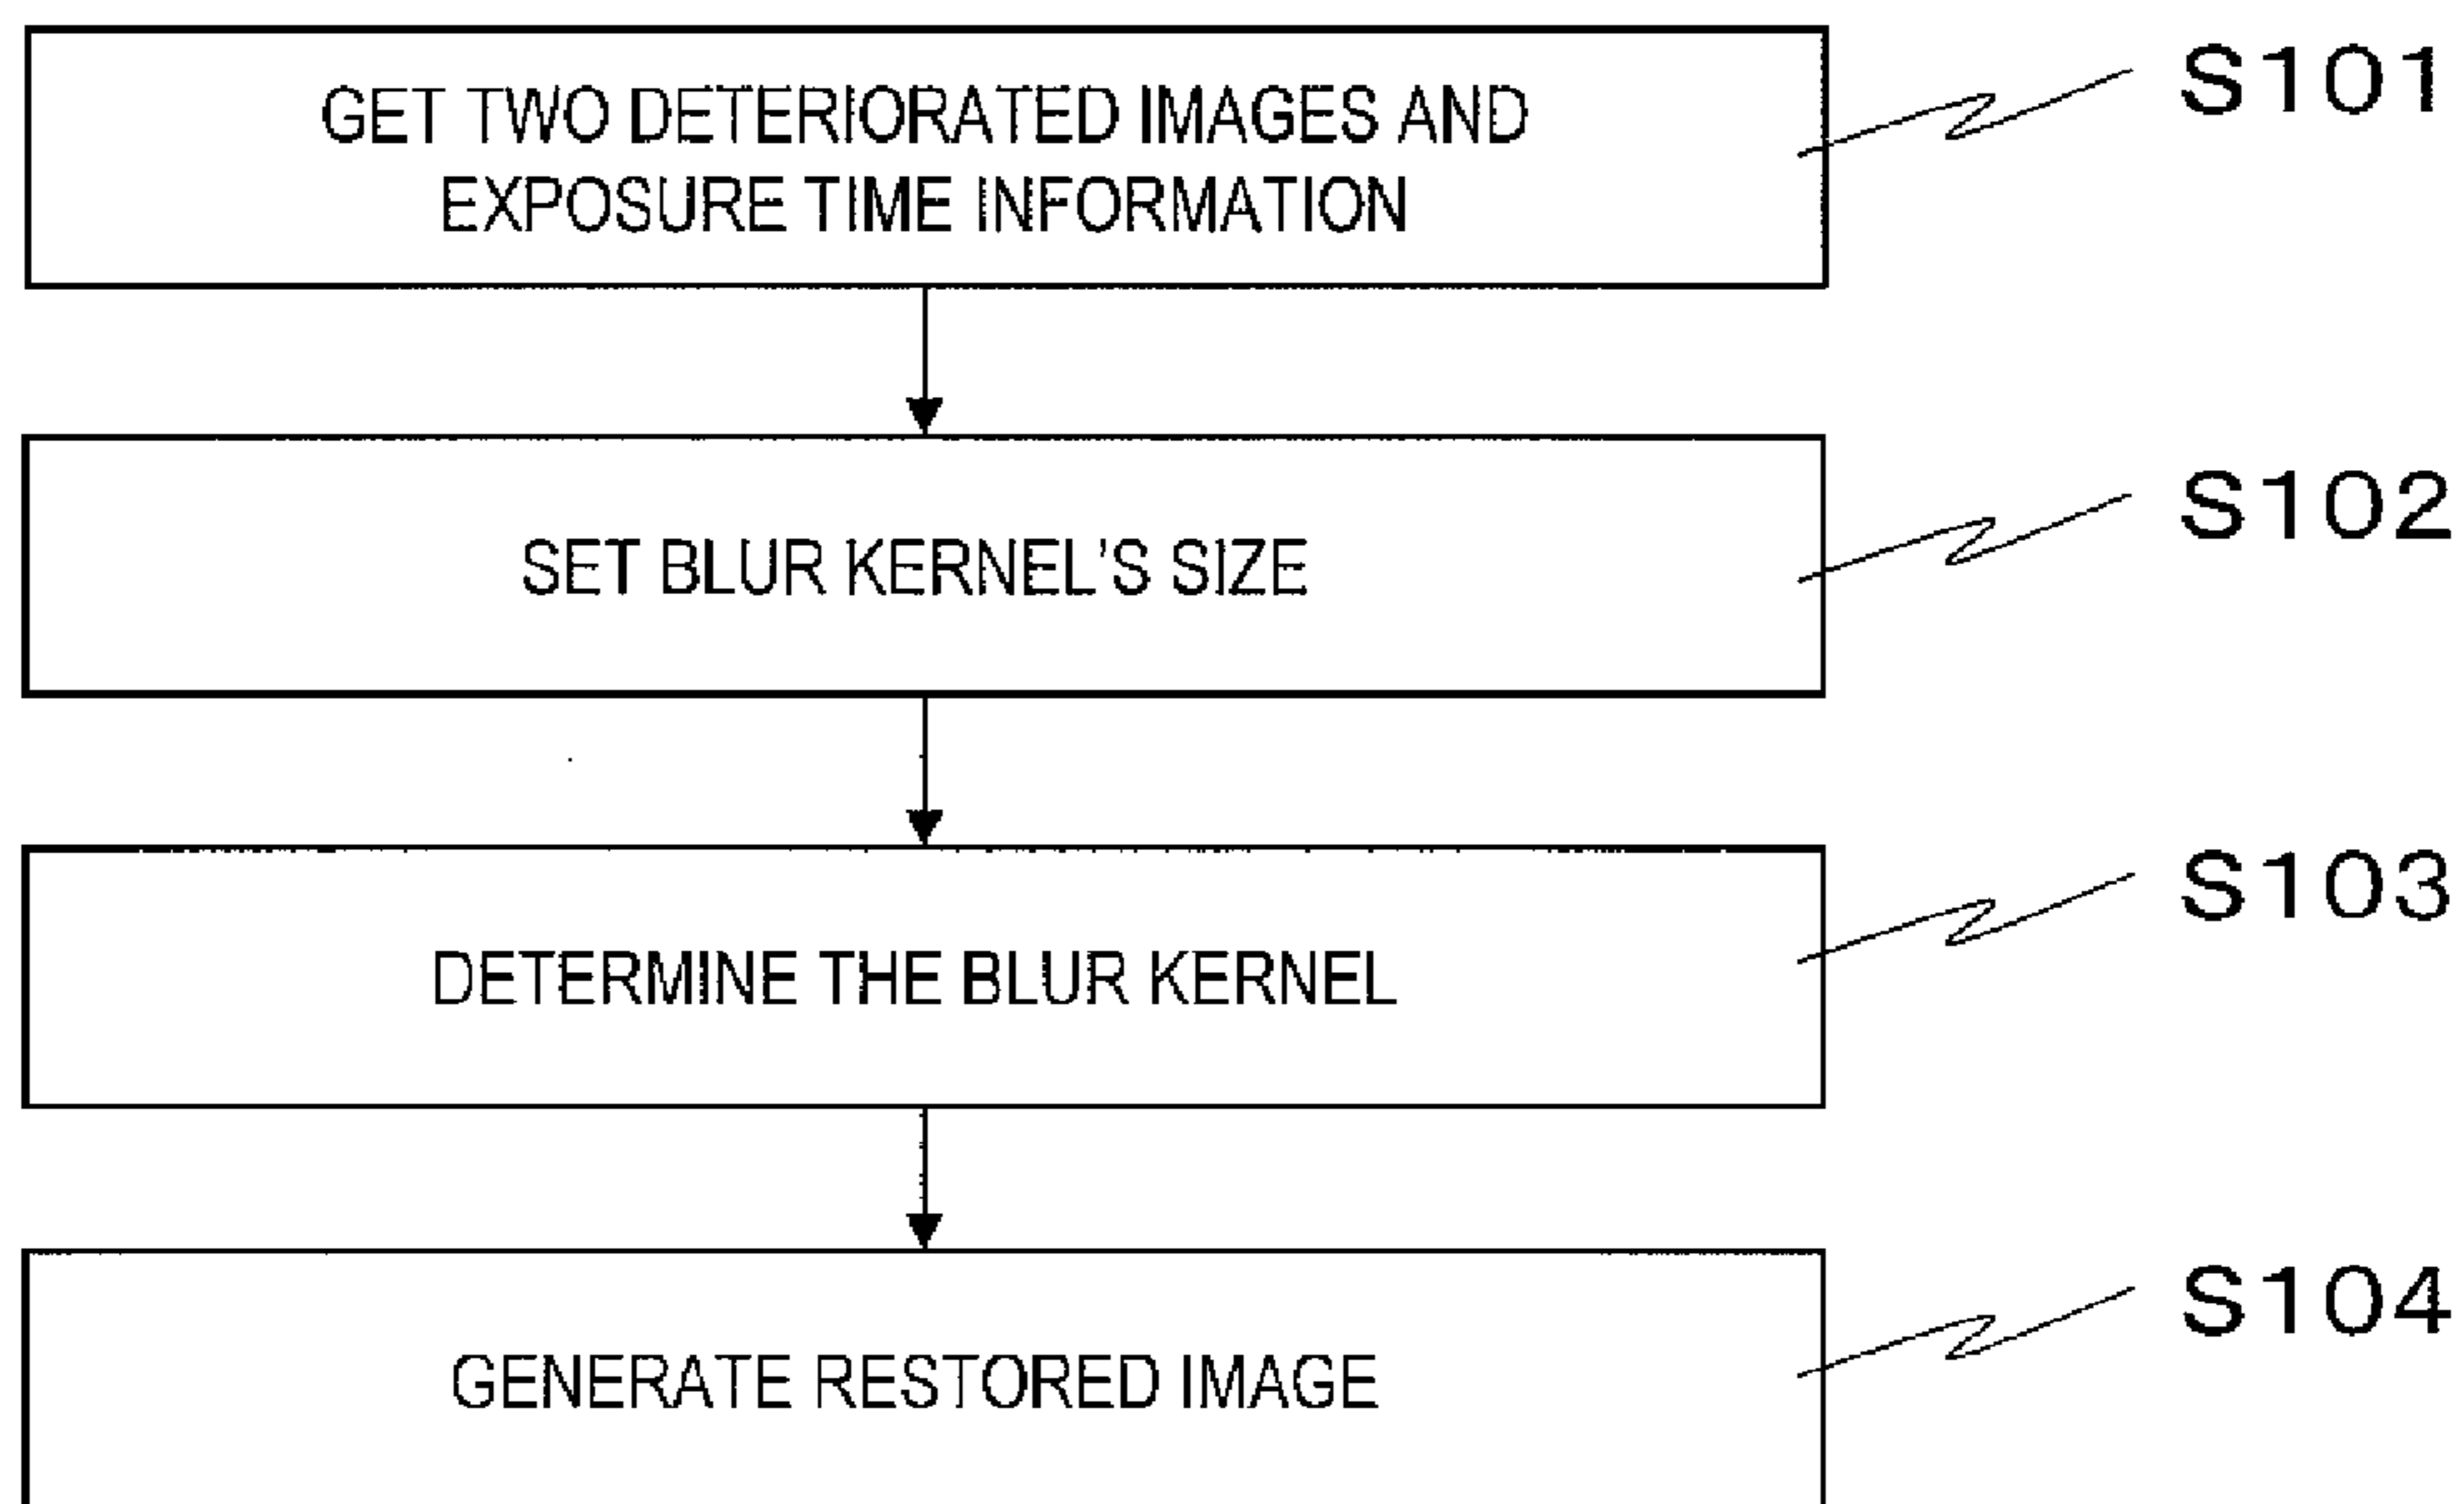 GET TWO DETERIORATED IMAGES AND
EXPOSURE TIME INFORMATION
S101
SET BLUR KERNEL'S SIZE
S102
DETERMINE THE BLUR KERNEL
S103
GENERATE RESTORED IMAGE
S104